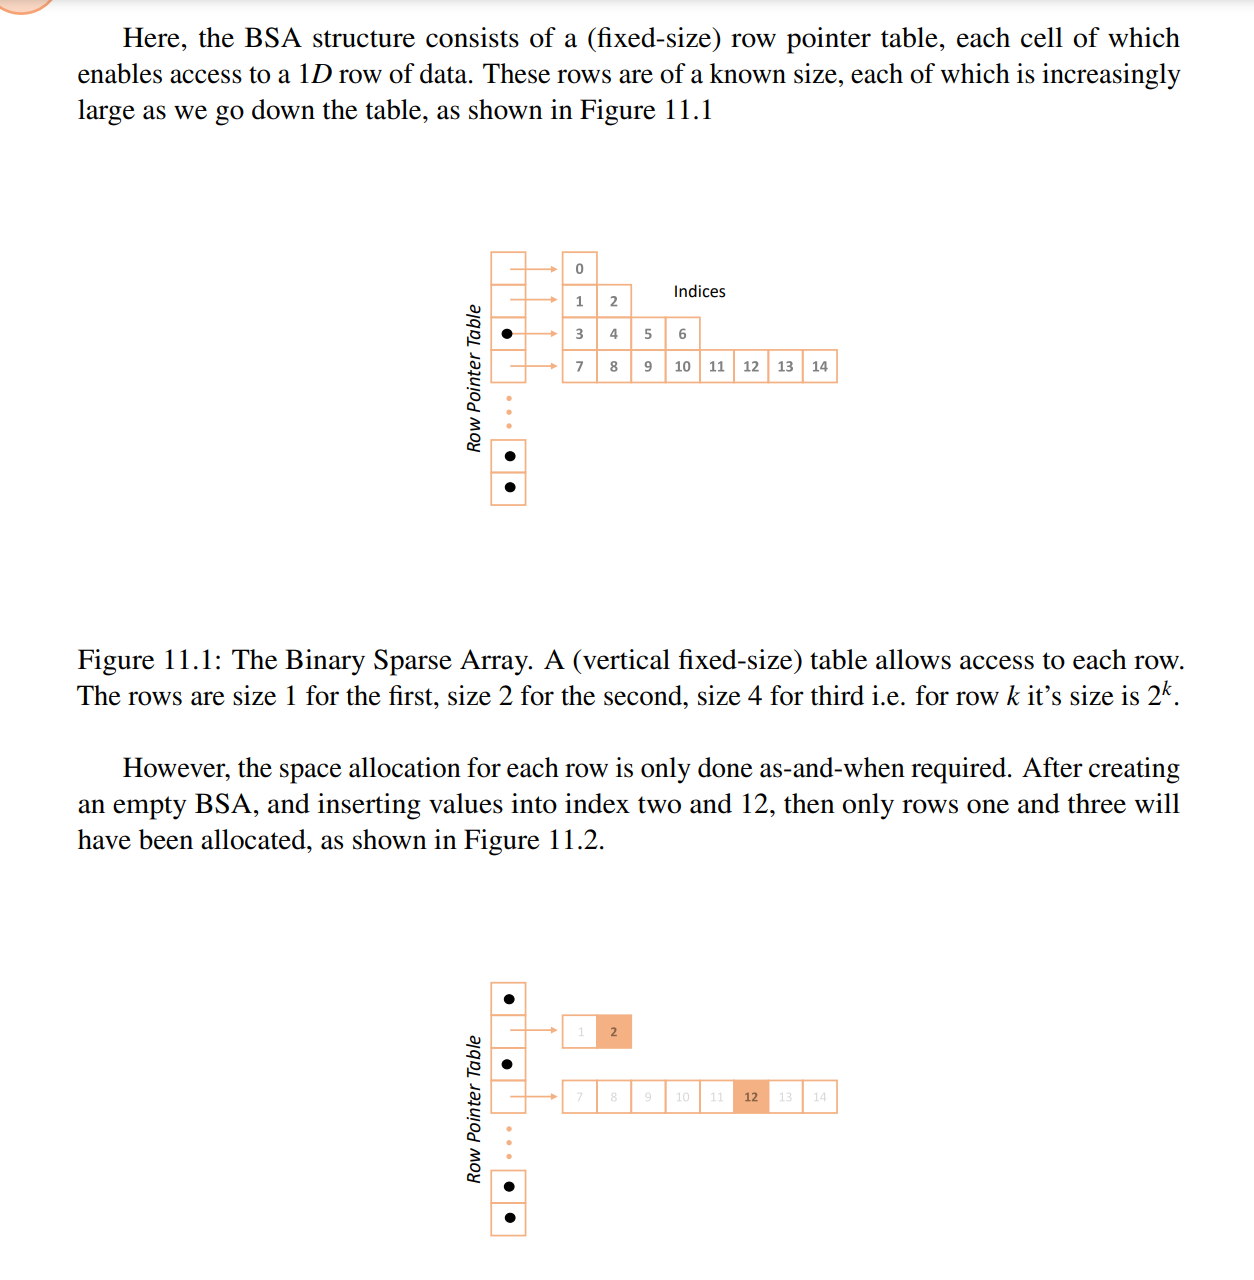 Here, the BSA structure consists of a (fixed-size) row pointer table, each cell of which
enables access to a 1D row of data. These rows are of a known size, each of which is increasingly
large as we go down the table, as shown in Figure 11.1
Row Pointer Table
0
Indices
1 2
3 4 5 6
7 8 9 10 11 12 13 14
Figure 11.1: The Binary Sparse Array. A (vertical fixed-size) table allows access to each row.
The rows are size 1 for the first, size 2 for the second, size 4 for third i.e. for row k it’s size is 2^k.
However, the space allocation for each row is only done as-and-when required. After creating
an empty BSA, and inserting values into index two and 12, then only rows one and three will
have been allocated, as shown in Figure 11.2.
Row Pointer Table
1 2
7 8 9 10 11 12 13 14